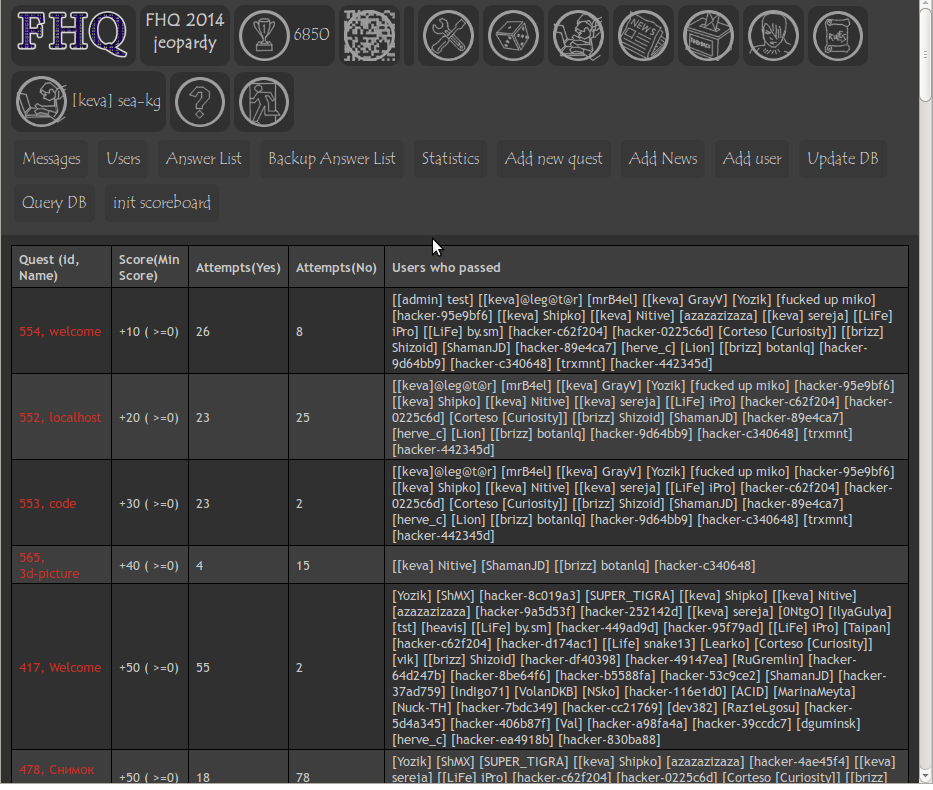 FHQ
FHQ 2014
jeopardy
6850
NEWS
RULES
[keva] sea-kg
?
Messages
Users
Answer List
Backup Answer List
Statistics
Add new quest
Add News
Add user
Update DB
Query DB
init scoreboard
Quest (id, Name)
Score(Min Score)
Attempts(Yes)
Attempts(No)
Users who passed
554, welcome
+10 ( >=0)
26
8
[[admin] test] [[keva]@leg@t@r] [mrB4el] [[keva] GrayV] [Yozik] [fucked up miko]
[hacker-95e9bf6] [[keva] Shipko] [[keva] Nitive] [azazazizaza] [[keva] sereja] [[LiFe]
iPro] [[LiFe] by.sm] [hacker-c62f204] [hacker-0225c6d] [Corteso [Curiosity]] [[brizz]
Shizoid] [ShamanJD] [hacker-89e4ca7] [herve_c] [Lion] [[brizz] botanlq] [hacker-
9d64bb9] [hacker-c340648] [trxmnt] [hacker-442345d]
552, localhost
+20 ( >=0)
23
25
[[keva]@leg@t@r] [mrB4el] [[keva] GrayV] [Yozik] [fucked up miko] [hacker-95e9bf6]
[[keva] Shipko] [[keva] Nitive] [[keva] sereja] [[LiFe] iPro] [hacker-c62f204] [hacker-
0225c6d] [Corteso [Curiosity]] [[brizz] Shizoid] [ShamanJD] [hacker-89e4ca7]
[herve_c] [Lion] [[brizz] botanlq] [hacker-9d64bb9] [hacker-c340648] [trxmnt]
[hacker-442345d]
553, code
+30 ( >=0)
23
2
[[keva]@leg@t@r] [mrB4el] [[keva] GrayV] [Yozik] [fucked up miko] [hacker-95e9bf6]
[[keva] Shipko] [[keva] Nitive] [[keva] sereja] [[LiFe] iPro] [hacker-c62f204] [hacker-
0225c6d] [Corteso [Curiosity]] [[brizz] Shizoid] [ShamanJD] [hacker-89e4ca7]
[herve_c] [Lion] [[brizz] botanlq] [hacker-9d64bb9] [hacker-c340648] [trxmnt]
[hacker-442345d]
565,
3d-picture
+40 ( >=0)
4
15
[[keva] Nitive] [ShamanJD] [[brizz] botanlq] [hacker-c340648]
417, Welcome
+50 ( >=0)
55
2
[Yozik] [ShMX] [hacker-8c019a3] [SUPER_TIGRA] [[keva] Shipko] [[keva] Nitive]
[azazazizaza] [hacker-9a5d53f] [hacker-252142d] [[keva] sereja] [0NtgO] [IlyaGulya]
[tst] [heavis] [[LiFe] by.sm] [hacker-449ad9d] [hacker-95f79ad] [[LiFe] iPro] [Taipan]
[hacker-c62f204] [hacker-d174ac1] [[Life] snake13] [Learko] [Corteso [Curiosity]]
[vik] [[brizz] Shizoid] [hacker-df40398] [hacker-49147ea] [RuGremlin] [hacker-
64d247b] [hacker-8be64f6] [hacker-b5588fa] [hacker-53c9ce2] [ShamanJD] [hacker-
37ad759] [IndIgo71] [VolanDKB] [NSko] [hacker-116e1d0] [ACID] [MarinaMeyta]
[Nuck-TH] [hacker-7bdc349] [hacker-cc21769] [dev382] [Raz1eLgosu] [hacker-
5d4a345] [hacker-406b87f] [Val] [hacker-a98fa4a] [hacker-39ccdc7] [dguminsk]
[herve_c] [hacker-ea4918b] [hacker-830ba88]
478, Снимок
+50 ( >=0)
18
78
[Yozik] [ShMX] [SUPER_TIGRA] [[keva] Shipko] [azazazizaza] [hacker-4ae45f4] [[keva]
sereja] [[LiFe] iPro] [hacker-c62f204] [hacker-0225c6d] [Corteso [Curiosity]] [[brizz]